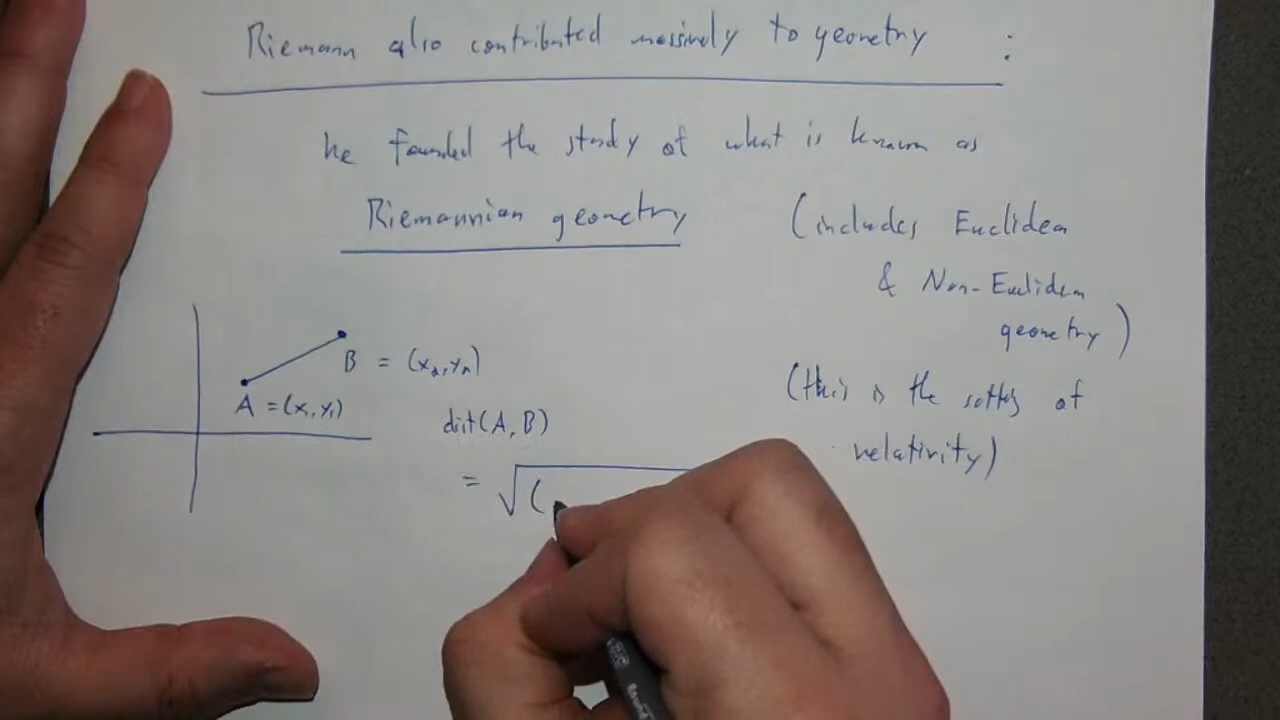 Riemann also contributed massively to geometry :
he founded the study of what is known as
Riemannian geometry
(includes Euclidean
& Non-Euclidean
geometry)
(this is the setting of
relativity)
B = (x₂, y₂)
A = (x₁, y₁)
dist(A, B)
= √(